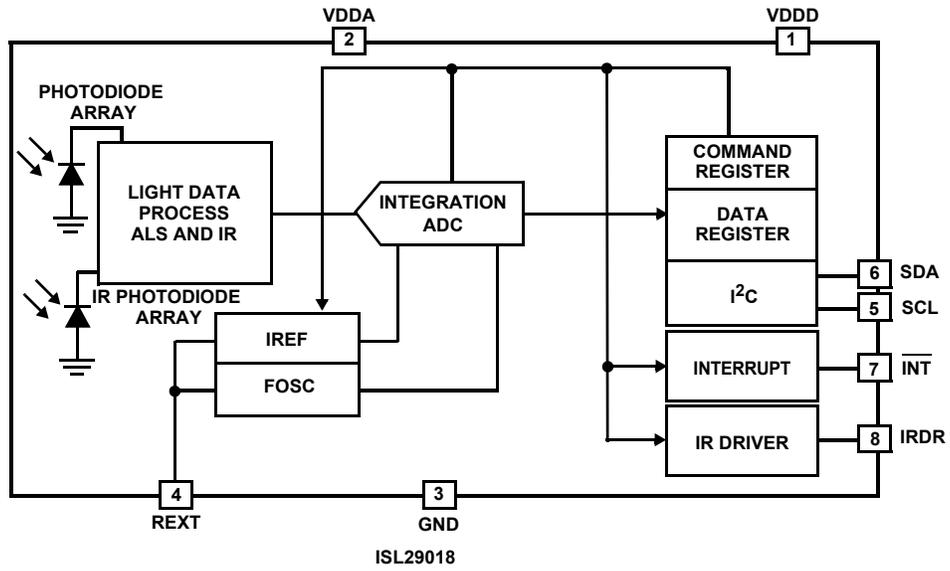 VDDA
VDDD
2
1
PHOTODIODE
ARRAY
COMMAND
REGISTER
LIGHT DATA
PROCESS
ALS AND IR
INTEGRATION
ADC
DATA
REGISTER
I²C
6
SDA
5
SCL
IR PHOTODIODE
ARRAY
IREF
FOSC
INTERRUPT
7
INT
IR DRIVER
8
IRDR
4
3
REXT
GND
ISL29018